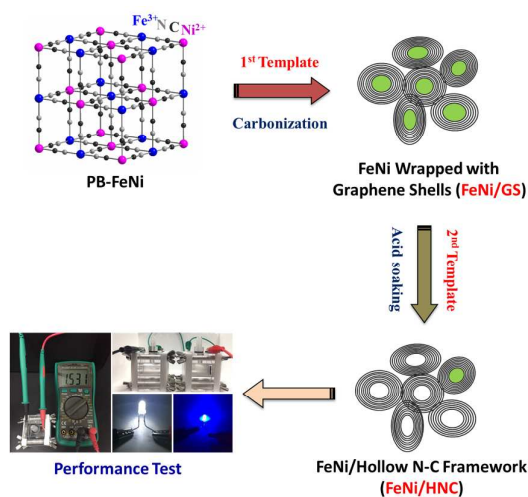 Fe3+ N C Ni2+
PB-FeNi
1st Template
Carbonization
FeNi Wrapped with
Graphene Shells (FeNi/GS)
2nd Template
Acid soaking
FeNi/Hollow N-C Framework
(FeNi/HNC)
1531
Performance Test